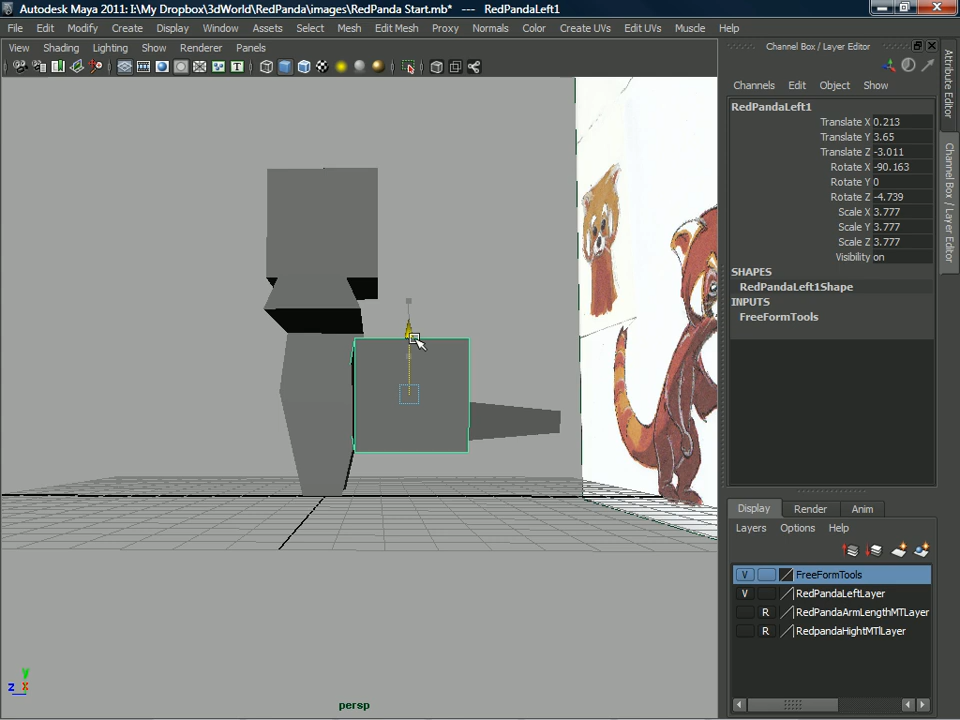 Autodesk Maya 2011: I:\My Dropbox\3dWorld\RedPanda\images\RedPanda Start.mb* --- RedPandaLeft1
File Edit Modify Create Display Window Assets Select Mesh Edit Mesh Proxy Normals Color Create UVs Edit UVs Muscle Help
View Shading Lighting Show Renderer Panels
Channel Box / Layer Editor
Channels Edit Object Show
RedPandaLeft1
Translate X 0.213
Translate Y 3.65
Translate Z -3.011
Rotate X -90.163
Rotate Y 0
Rotate Z -4.739
Scale X 3.777
Scale Y 3.777
Scale Z 3.777
Visibility on
SHAPES
RedPandaLeft1Shape
INPUTS
FreeFormTools
Attribute Editor
Channel Box / Layer Editor
Display Render Anim
Layers Options Help
V FreeFormTools
V RedPandaLeftLayer
R RedPandaArmLengthMTLayer
R RedpandaHightMTlLayer
y
z x
persp